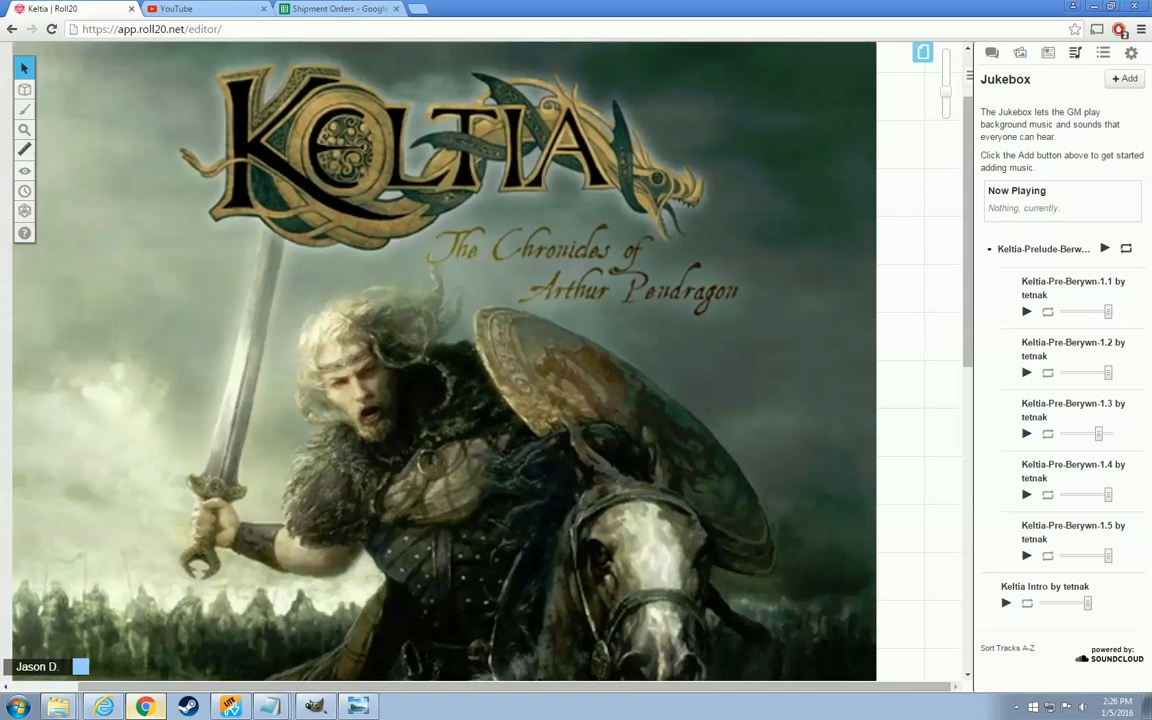 Keltia | Roll20
YouTube
Shipment Orders - Google
https://app.roll20.net/editor/
2
KELTIA
The Chronicles of
Arthur Pendragon
Jukebox
+ Add
The Jukebox lets the GM play
background music and sounds that
everyone can hear.
Click the Add button above to get started
adding music.
Now Playing
Nothing, currently.
Keltia-Prelude-Berw...
Keltia-Pre-Berywn-1.1 by
tetnak
Keltia-Pre-Berywn-1.2 by
tetnak
Keltia-Pre-Berywn-1.3 by
tetnak
Keltia-Pre-Berywn-1.4 by
tetnak
Keltia-Pre-Berywn-1.5 by
tetnak
Keltia Intro by tetnak
Sort Tracks A-Z
powered by:
SOUNDCLOUD
Jason D.
LITE
2:26 PM
1/5/2016